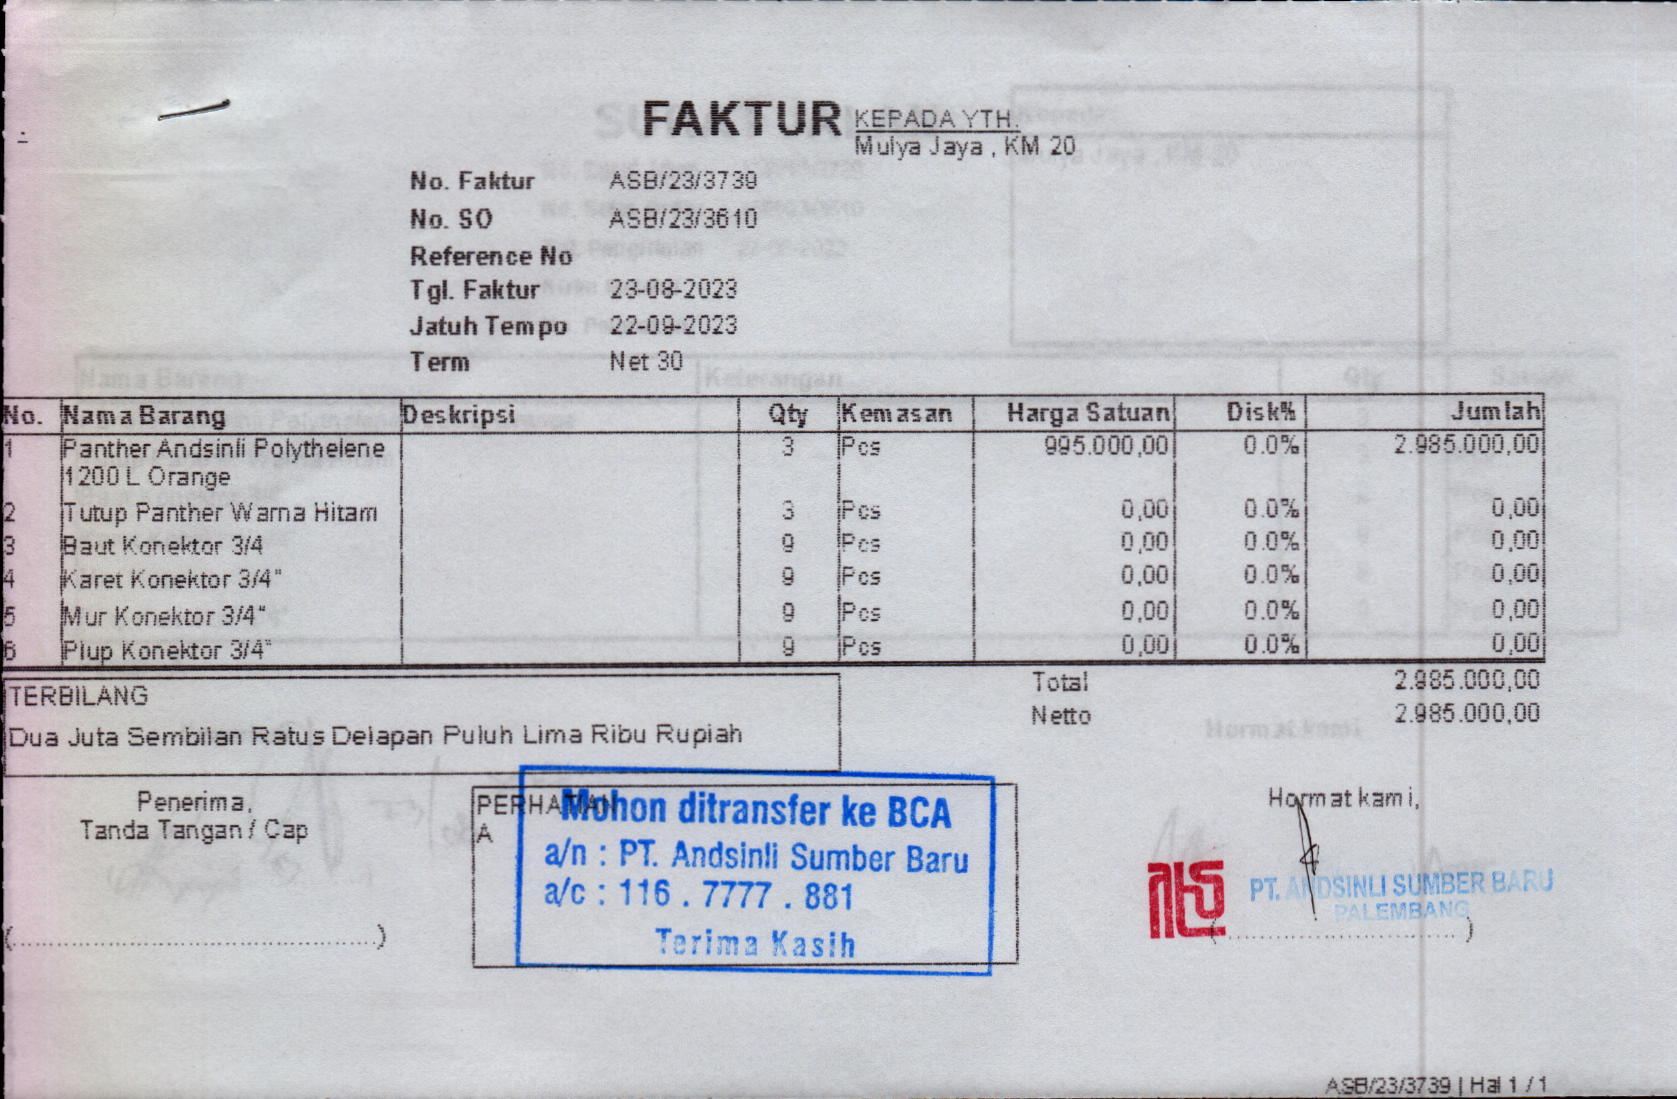 FAKTUR
KEPADA YTH.
Mulya Jaya , KM 20
No. Faktur ASB/23/3739
No. SO ASB/23/3610
Reference No
Tgl. Faktur 23-08-2023
Jatuh Tempo 22-09-2023
Term Net 30
No. Nama Barang Deskripsi Qty Kemasan Harga Satuan Disk% Jumlah
1 Panther Andsinli Polythelene 3 Pcs 995.000,00 0.0% 2.985.000,00
1200 L Orange
2 Tutup Panther Warna Hitam 3 Pcs 0,00 0.0% 0,00
3 Baut Konektor 3/4 9 Pcs 0,00 0.0% 0,00
4 Karet Konektor 3/4" 9 Pcs 0,00 0.0% 0,00
5 Mur Konektor 3/4" 9 Pcs 0,00 0.0% 0,00
6 Plup Konektor 3/4" 9 Pcs 0,00 0.0% 0,00
Total 2.985.000,00
Netto 2.985.000,00
TERBILANG
Dua Juta Sembilan Ratus Delapan Puluh Lima Ribu Rupiah
Penerima,
Tanda Tangan / Cap
(..........................................)
PERHATIAN
A
Mohon ditransfer ke BCA
a/n : PT. Andsinli Sumber Baru
a/c : 116 . 7777 . 881
Terima Kasih
Hormat kami,
PT. ANDSINLI SUMBER BARU
PALEMBANG
(..............................)
ASB/23/3739 | Hal 1 / 1